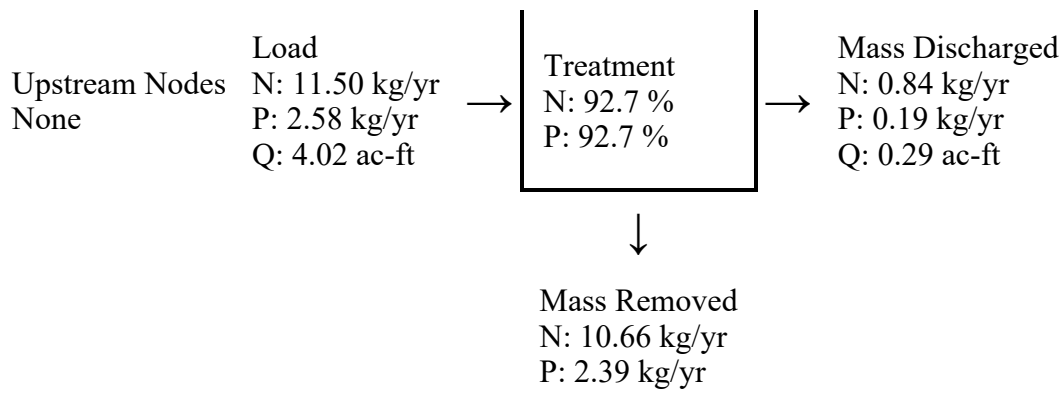 Upstream Nodes
None
Load
N: 11.50 kg/yr
P: 2.58 kg/yr
Q: 4.02 ac-ft
Treatment
N: 92.7 %
P: 92.7 %
Mass Discharged
N: 0.84 kg/yr
P: 0.19 kg/yr
Q: 0.29 ac-ft
Mass Removed
N: 10.66 kg/yr
P: 2.39 kg/yr